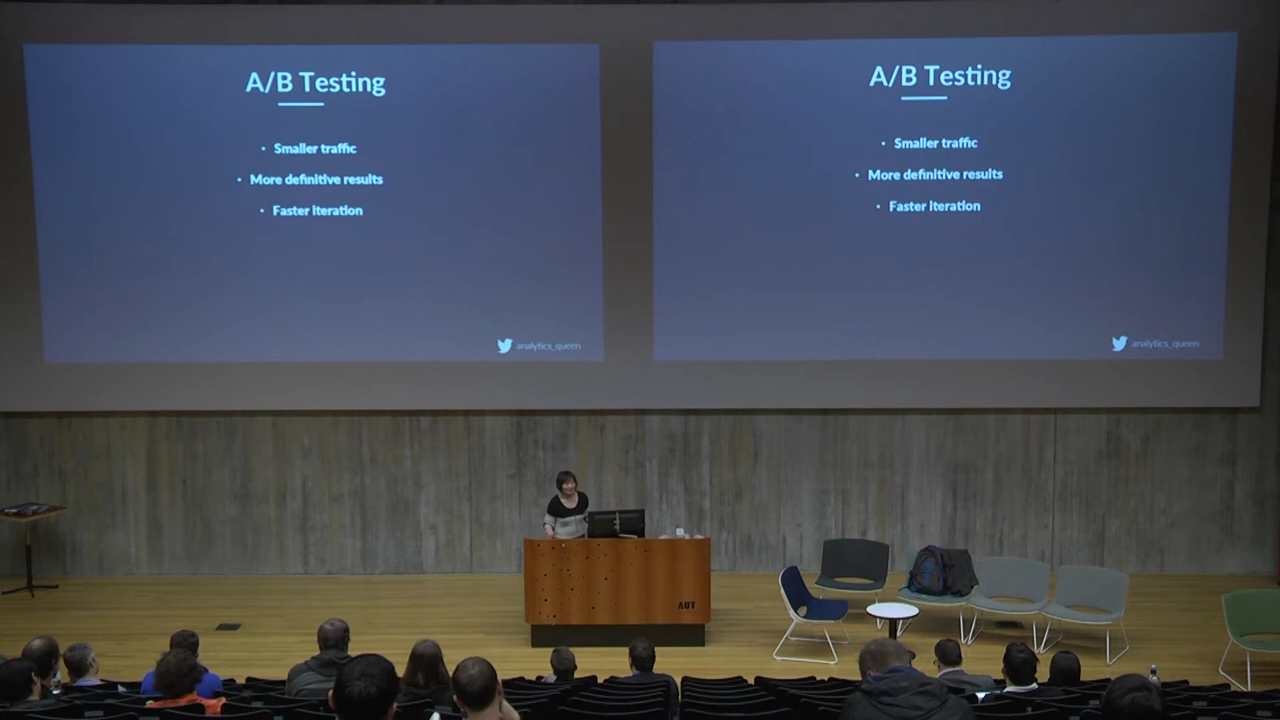 A/B Testing
• Smaller traffic
• More definitive results
• Faster iteration
analytics_queen
A/B Testing
• Smaller traffic
• More definitive results
• Faster iteration
analytics_queen
AUT